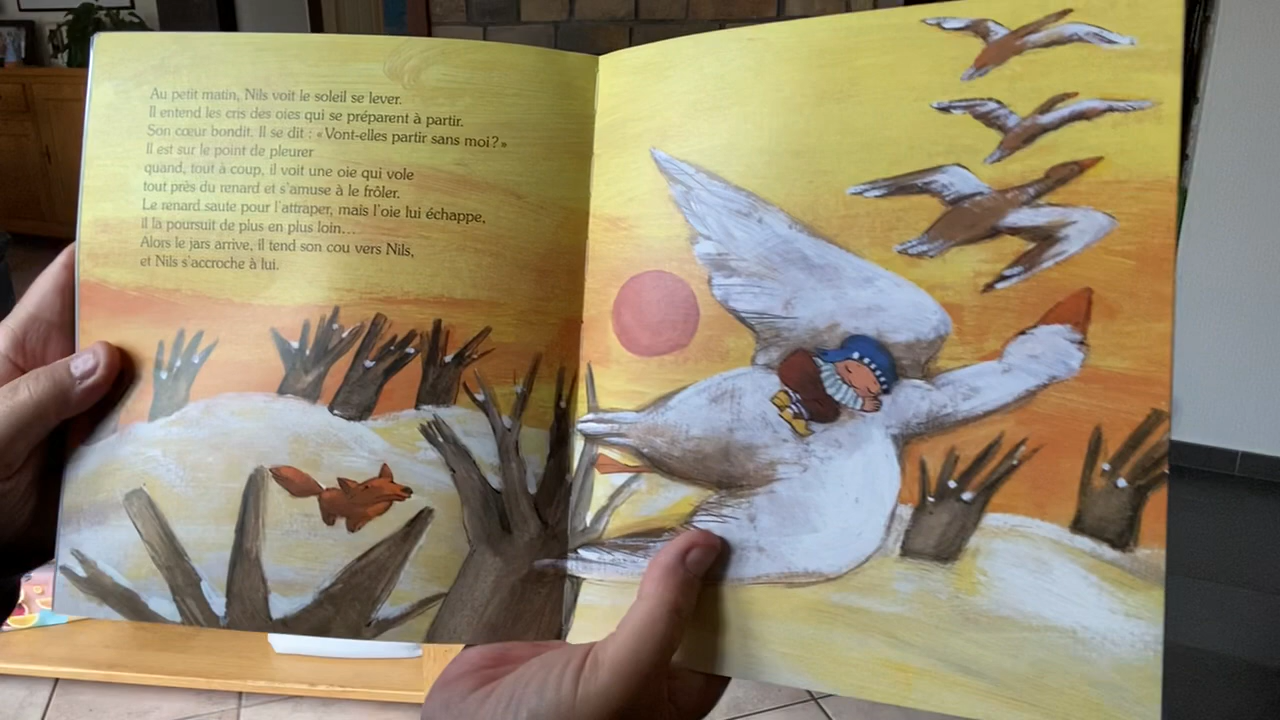 Au petit matin, Nils voit le soleil se lever.
Il entend les cris des oies qui se préparent à partir.
Son cœur bondit. Il se dit : « Vont-elles partir sans moi ? »
Il est sur le point de pleurer
quand, tout à coup, il voit une oie qui vole
tout près du renard et s'amuse à le frôler.
Le renard saute pour l'attraper, mais l'oie lui échappe,
il la poursuit de plus en plus loin…
Alors le jars arrive, il tend son cou vers Nils,
et Nils s'accroche à lui.